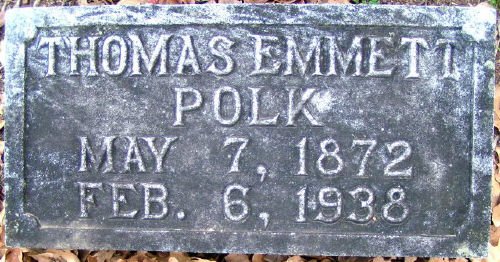 THOMAS EMMETT
POLK
MAY 7, 1872
FEB. 6, 1938